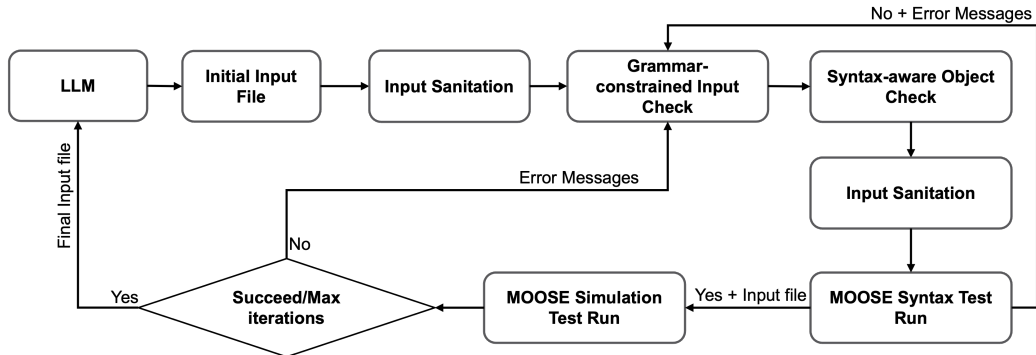 No + Error Messages
LLM
Initial Input
File
Input Sanitation
Grammar-
constrained Input
Check
Syntax-aware Object
Check
Final Input file
Error Messages
Input Sanitation
No
Yes
Succeed/Max
iterations
MOOSE Simulation
Test Run
Yes + Input file
MOOSE Syntax Test
Run